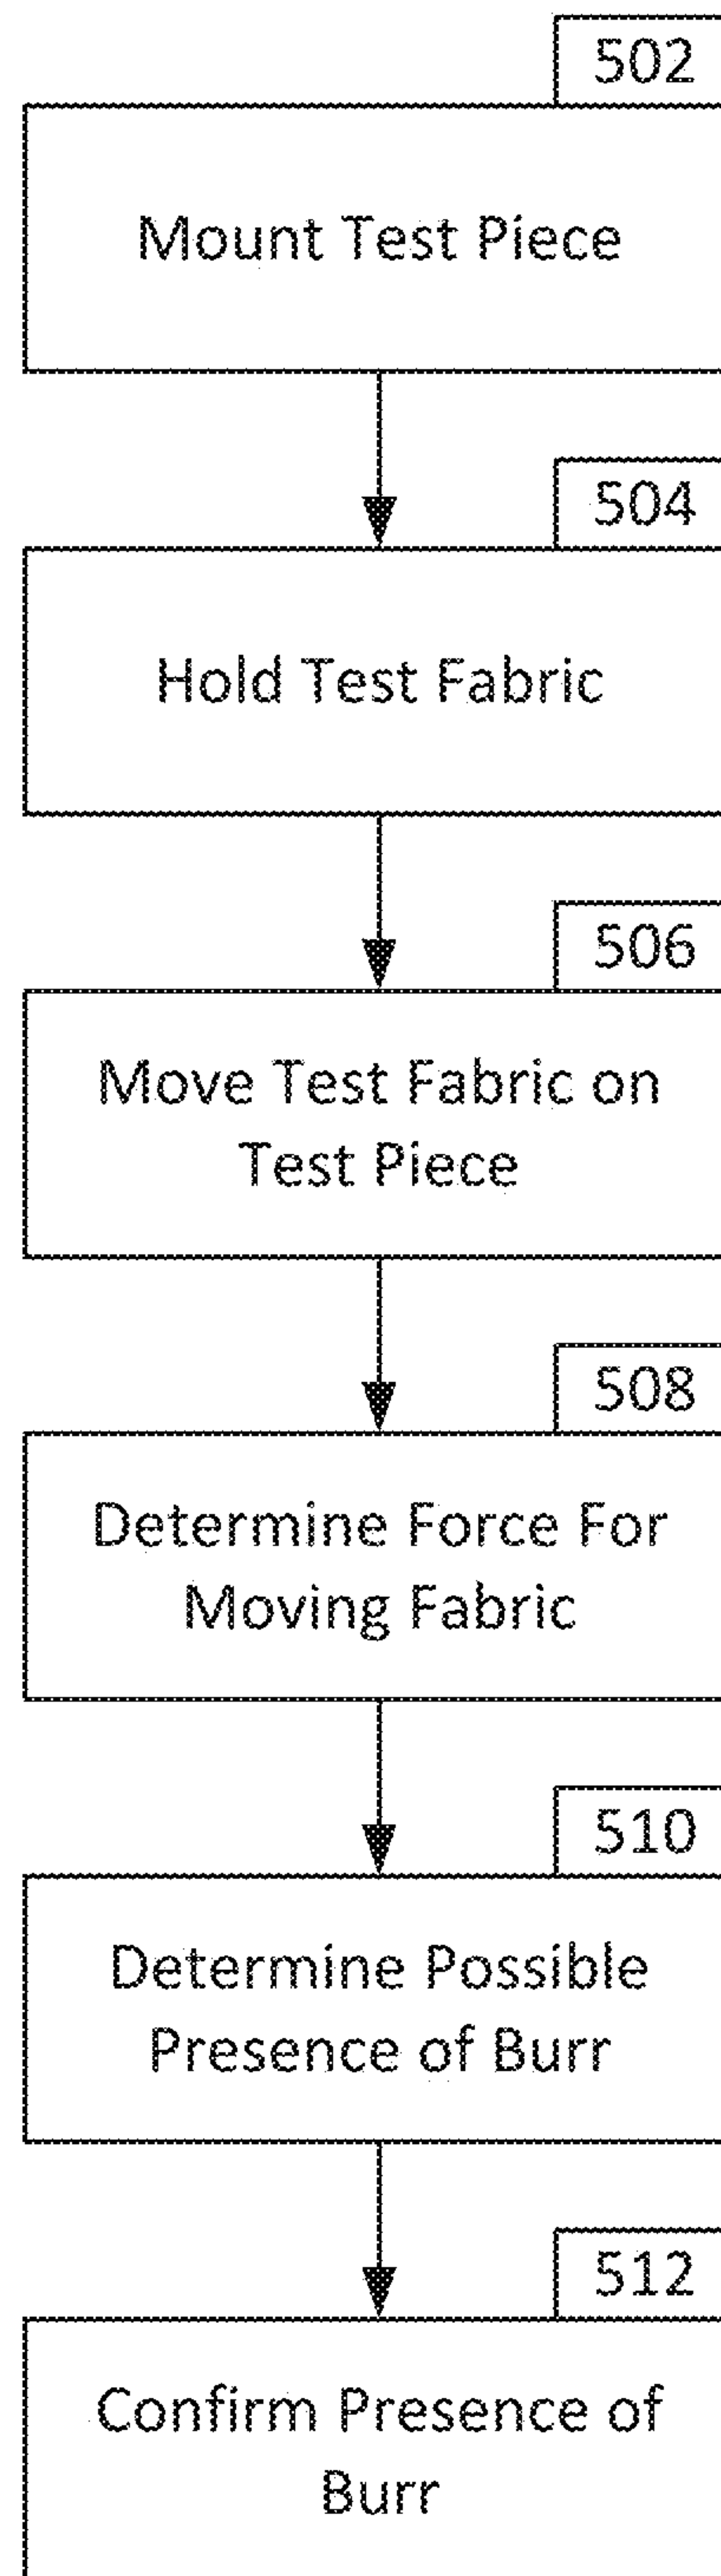 502
Mount Test Piece
504
Hold Test Fabric
506
Move Test Fabric on
Test Piece
508
Determine Force For
Moving Fabric
510
Determine Possible
Presence of Burr
512
Confirm Presence of
Burr